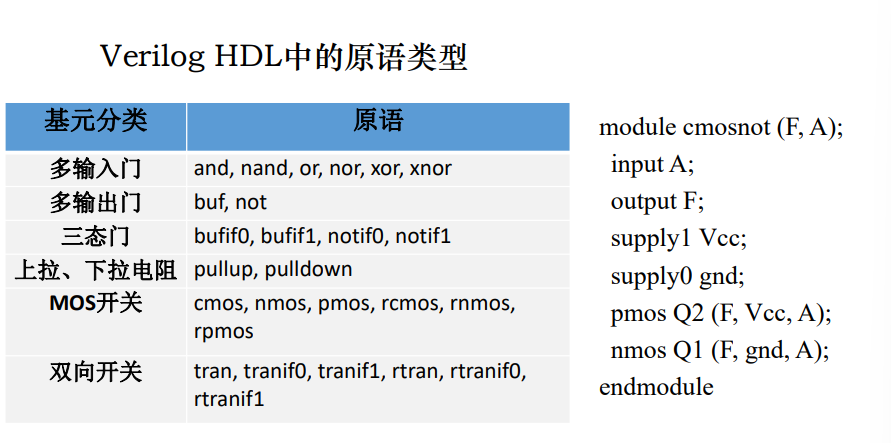 Verilog HDL中的原语类型
基元分类 原语
多输入门 and, nand, or, nor, xor, xnor
多输出门 buf, not
三态门 bufif0, bufif1, notif0, notif1
上拉、下拉电阻 pullup, pulldown
MOS开关 cmos, nmos, pmos, rcmos, rnmos,
rpmos
双向开关 tran, tranif0, tranif1, rtran, rtranif0,
rtranif1
module cmosnot (F, A);
input A;
output F;
supply1 Vcc;
supply0 gnd;
pmos Q2 (F, Vcc, A);
nmos Q1 (F, gnd, A);
endmodule